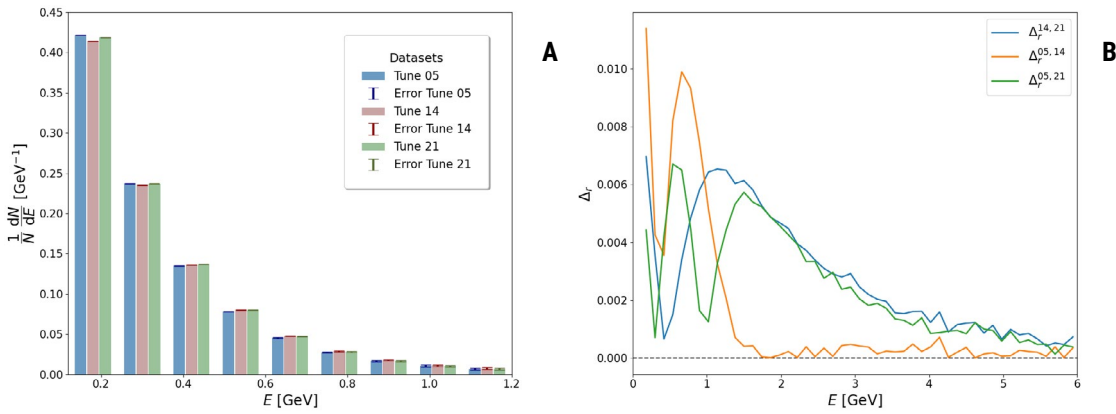 0.45
0.40
0.35
0.30
0.25
0.20
0.15
0.10
0.05
0.00
1/N dN/dE [GeV⁻¹]
0.2 0.4 0.6 0.8 1.0 1.2
E [GeV]
Datasets
Tune 05
Error Tune 05
Tune 14
Error Tune 14
Tune 21
Error Tune 21
A
0.010
0.008
0.006
0.004
0.002
0.000
Δr
0 1 2 3 4 5 6
E [GeV]
Δr^14,21
Δr^05,14
Δr^05,21
B